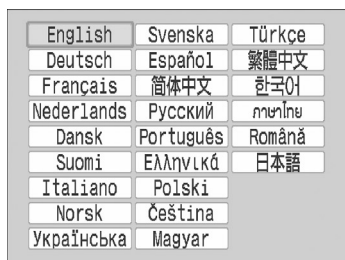 English Svenska Türkçe
Deutsch Español 繁體中文
Français 简体中文 한국어
Nederlands Русский ภาษาไทย
Dansk Português Română
Suomi Ελληνικά 日本語
Italiano Polski
Norsk Čeština
Українська Magyar